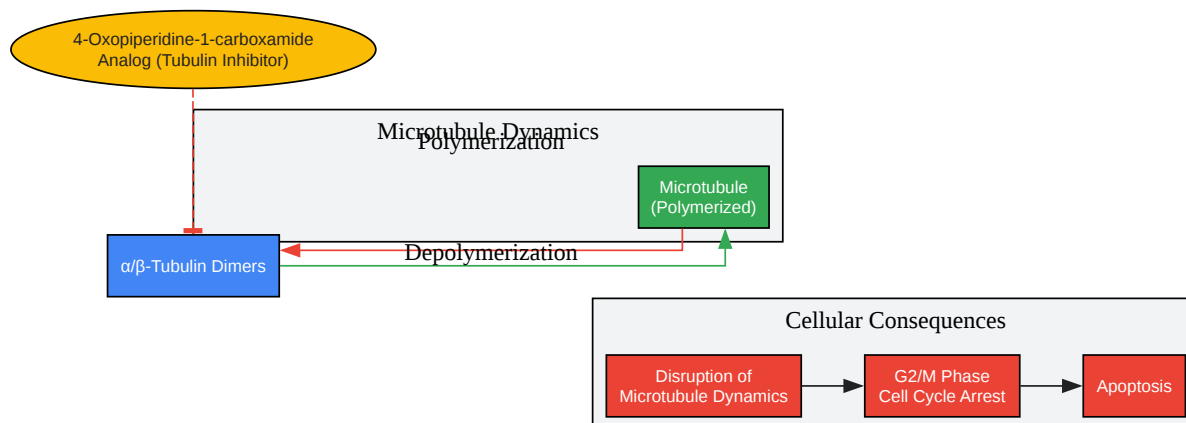 4-Oxopiperidine-1-carboxamide
Analog (Tubulin Inhibitor)
Microtubule Dynamics
Polymerization
Microtubule
(Polymerized)
Depolymerization
α/β-Tubulin Dimers
Cellular Consequences
Disruption of
Microtubule Dynamics
G2/M Phase
Cell Cycle Arrest
Apoptosis